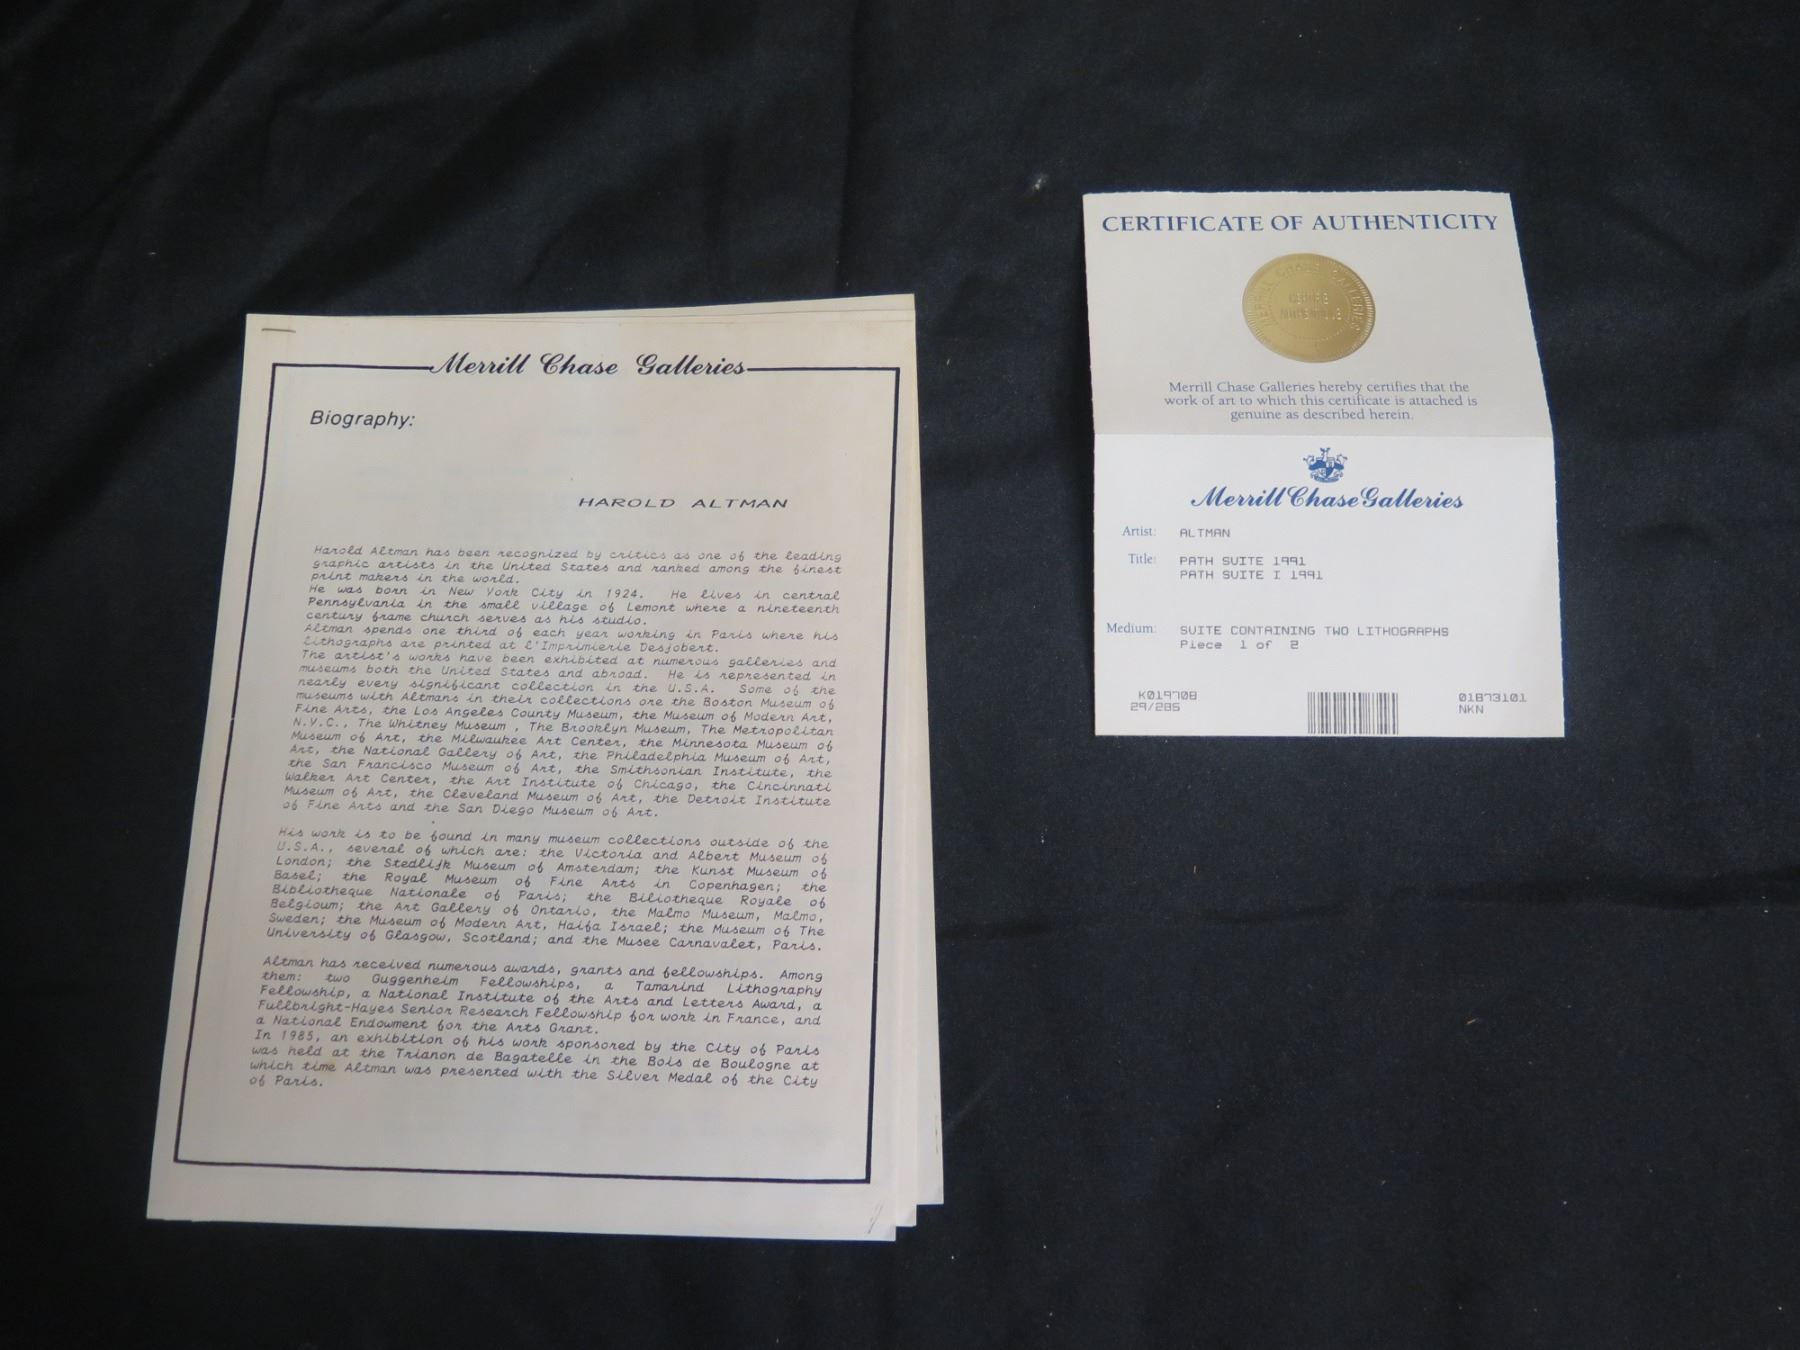 Merrill Chase Galleries
Biography:
HAROLD ALTMAN
Harold Altman has been recognized by critics as one of the leading
graphic artists in the United States and ranked among the finest
print makers in the world.
He was born in New York City in 1924. He lives in central
Pennsylvania in the small village of Lemont where a nineteenth
century frame church serves as his studio.
Altman spends one third of each year working in Paris where his
lithographs are printed at l'Imprimierie Desjobert.
The artist's works have been exhibited at numerous galleries and
museums both the United States and abroad. He is represented in
nearly every significant collection in the U.S.A. Some of the
museums with Altmans in their collections are the Boston Museum of
Fine Arts, the Los Angeles County Museum, the Museum of Modern Art,
N.Y.C., The Whitney Museum , The Brooklyn Museum, The Metropolitan
Museum of Art, the Milwaukee Art Center, the Minnesota Museum of
Art, the National Gallery of Art, the Philadelphia Museum of Art,
the San Francisco Museum of Art, the Smithsonian Institute, the
Walker Art Center, the Art Institute of Chicago, the Cincinnati
Museum of Art, the Cleveland Museum of Art, the Detroit Institute
of Fine Arts and the San Diego Museum of Art.
His work is to be found in many museum collections outside of the
U.S.A., several of which are: the Victoria and Albert Museum of
London; the Stedlijk Museum of Amsterdam; the Kunst Museum of
Basel; the Royal Museum of Fine Arts in Copenhagen; the
Bibliotheque Nationale of Paris; the Biliotheque Royale of
Belgioum; the Art Gallery of Ontario, the Malmo Museum, Malmo,
Sweden; the Museum of Modern Art, Haifa Israel; the Museum of The
University of Glasgow, Scotland; and the Musee Carnavalet, Paris.
Altman has received numerous awards, grants and fellowships. Among
them: two Guggenheim Fellowships, a Tamarind Lithography
Fellowship, a National Institute of the Arts and Letters Award, a
Fullbright-Hayes Senior Research Fellowship for work in France, and
a National Endowment for the Arts Grant.
In 1985, an exhibition of his work sponsored by the City of Paris
was held at the Trianon de Bagatelle in the Bois de Boulogne at
which time Altman was presented with the Silver Medal of the City
of Paris.
CERTIFICATE OF AUTHENTICITY
MERRILL CHASE GALLERIES
Merrill Chase Galleries hereby certifies that the
work of art to which this certificate is attached is
genuine as described herein.
Merrill Chase Galleries
Artist: ALTMAN
Title: PATH SUITE 1991
PATH SUITE I 1991
Medium: SUITE CONTAINING TWO LITHOGRAPHS
Piece 1 of 2
K019708 01873101
29/285 NKN